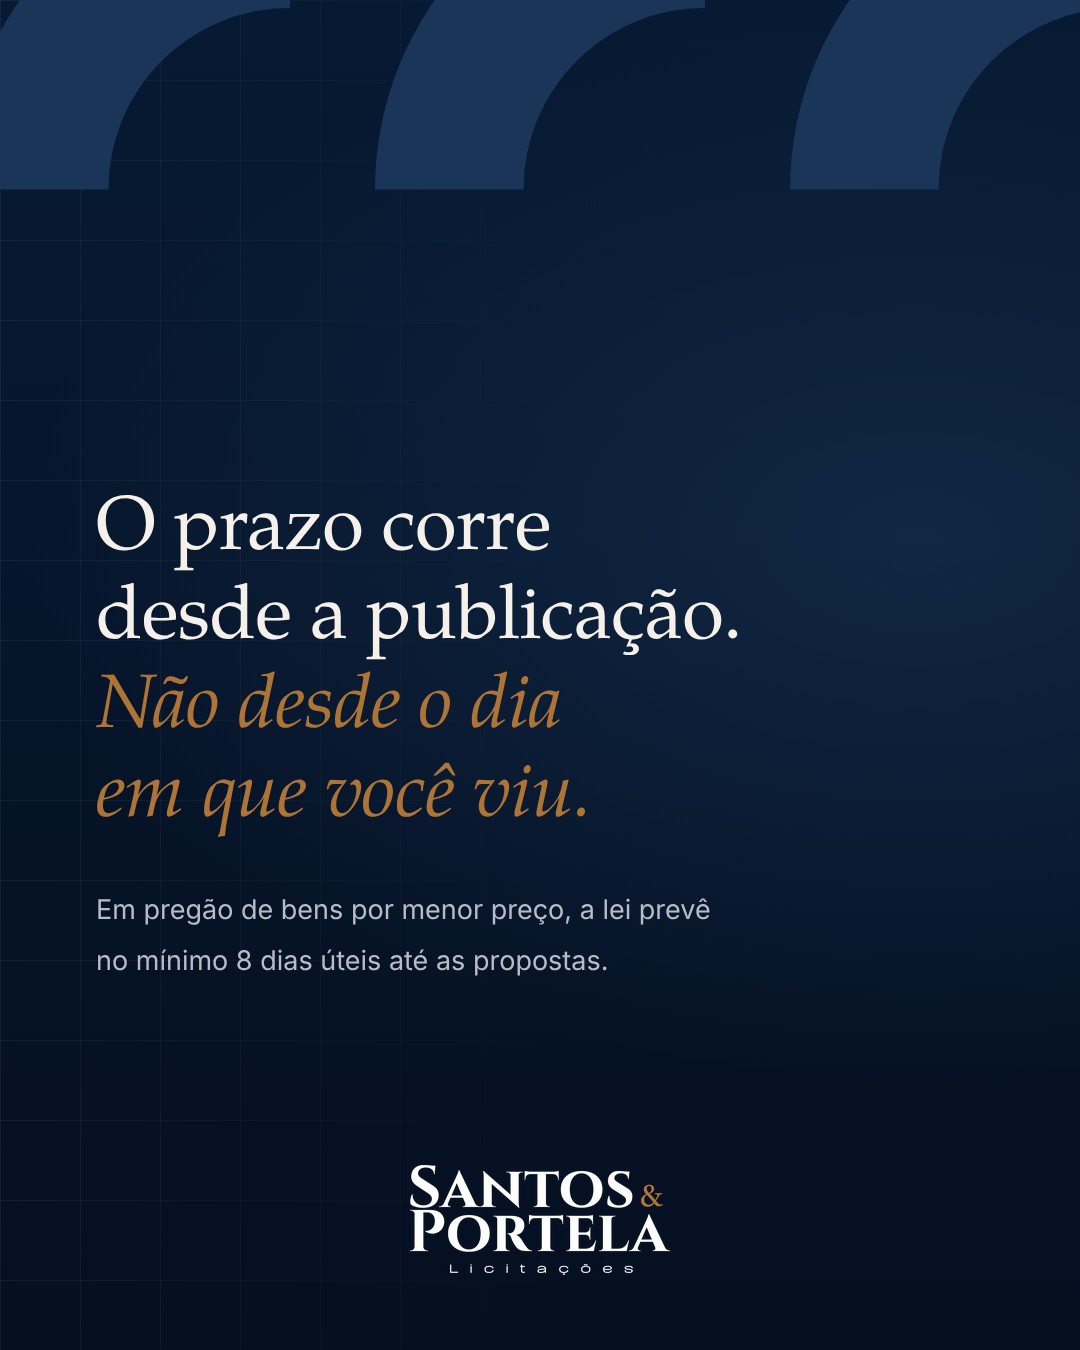 O prazo corre
desde a publicação.
Não desde o dia
em que você viu.
Em pregão de bens por menor preço, a lei prevê
no mínimo 8 dias úteis até as propostas.
SANTOS &
PORTELA
Licitações